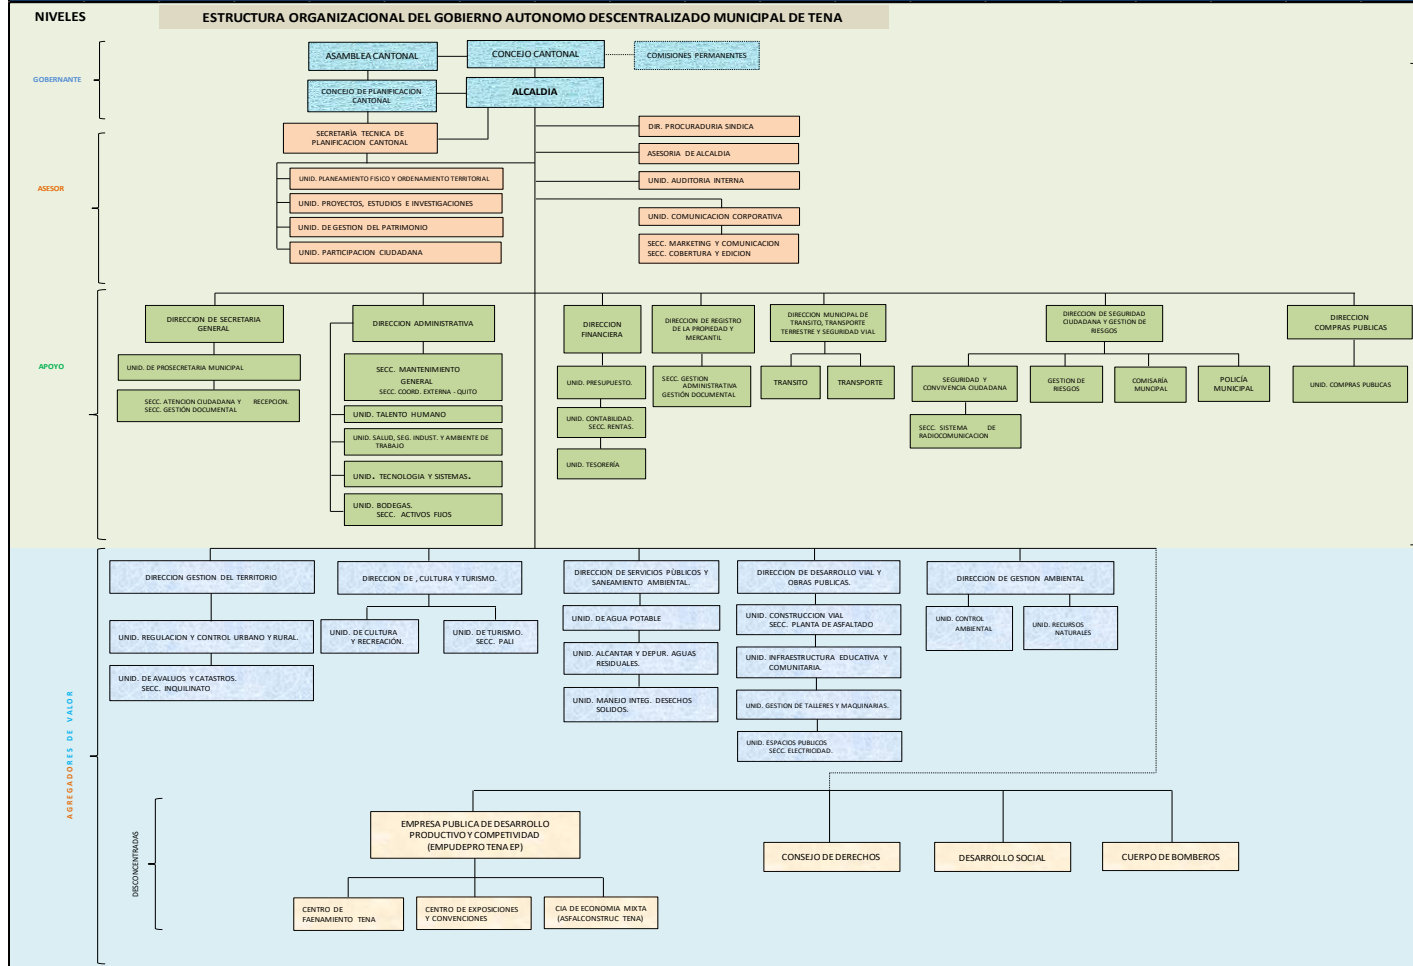 NIVELES
ESTRUCTURA ORGANIZACIONAL DEL GOBIERNO AUTONOMO DESCENTRALIZADO MUNICIPAL DE TENA
GOBERNANTE
ASAMBLEA CANTONAL
CONCEJO CANTONAL
COMISIONES PERMANENTES
CONCEJO DE PLANIFICACION
CANTONAL
ALCALDIA
ASESOR
SECRETARÌA TECNICA DE
PLANIFICACION CANTONAL
DIR. PROCURADURIA SINDICA
ASESORIA DE ALCALDIA
UNID. PLANEAMIENTO FISICO Y ORDENAMIENTO TERRITORIAL
UNID. AUDITORIA INTERNA
UNID. PROYECTOS, ESTUDIOS E INVESTIGACIONES
UNID. COMUNICACION CORPORATIVA
UNID. DE GESTION DEL PATRIMONIO
UNID. PARTICIPACION CIUDADANA
SECC. MARKETING Y COMUNICACION
SECC. COBERTURA Y EDICION
APOYO
DIRECCION DE SECRETARIA
GENERAL
UNID. DE PROSECRETARIA MUNICIPAL
SECC. ATENCION CIUDADANA Y RECEPCION.
SECC. GESTIÓN DOCUMENTAL
DIRECCION ADMINISTRATIVA
SECC. MANTENIMIENTO
GENERAL
SECC. COORD. EXTERNA - QUITO
UNID. TALENTO HUMANO
UNID. SALUD, SEG. INDUST. Y AMBIENTE DE
TRABAJO
UNID. TECNOLOGIA Y SISTEMAS.
UNID. BODEGAS.
SECC. ACTIVOS FIJOS
DIRECCION
FINANCIERA
UNID. PRESUPUESTO.
UNID. CONTABILIDAD.
SECC. RENTAS.
UNID. TESORERÍA
DIRECCION DE REGISTRO
DE LA PROPIEDAD Y
MERCANTIL
SECC. GESTION
ADMINISTRATIVA
GESTIÓN DOCUMENTAL
DIRECCION MUNICIPAL DE
TRANSITO, TRANSPORTE
TERRESTRE Y SEGURIDAD VIAL
TRANSITO
TRANSPORTE
DIRECCION DE SEGURIDAD
CIUDADANA Y GESTION DE
RIESGOS
SEGURIDAD Y
CONVIVENCIA CIUDADANA
GESTION DE
RIESGOS
COMISARÍA
MUNCIPAL
POLICÍA
MUNICIPAL
SECC. SISTEMA DE
RADIOCOMUNICACION
DIRECCION
COMPRAS PUBLICAS
UNID. COMPRAS PUBLICAS
AGREGADORES DE VALOR
DIRECCION GESTION DEL TERRITORIO
UNID. REGULACION Y CONTROL URBANO Y RURAL.
UNID. DE AVALUOS Y CATASTROS.
SECC. INQUILINATO
DIRECCION DE , CULTURA Y TURISMO.
UNID. DE CULTURA
Y RECREACIÓN.
UNID. DE TURISMO.
SECC. PALI
DIRECCION DE SERVICIOS PÙBLICOS Y
SANEAMIENTO AMBIENTAL.
UNID. DE AGUA POTABLE
UNID. ALCANTAR Y DEPUR. AGUAS
RESIDUALES.
UNID. MANEJO INTEG. DESECHOS
SOLIDOS.
DIRECCION DE DESARROLLO VIAL Y
OBRAS PUBLICAS.
UNID. CONSTRUCCION VIAL
SECC. PLANTA DE ASFALTADO
UNID. INFRAESTRUCTURA EDUCATIVA Y
COMUNITARIA.
UNID. GESTION DE TALLERES Y MAQUINARIAS.
UNID. ESPACIOS PUBLICOS
SECC. ELECTRICIDAD.
DIRECCION DE GESTION AMBIENTAL
UNID. CONTROL
AMBIENTAL
UNID. RECURSOS
NATURALES
DESCONCENTRADAS
EMPRESA PUBLICA DE DESARROLLO
PRODUCTIVO Y COMPETIVIDAD
(EMPUDEPRO TENA EP)
CENTRO DE
FAENAMIENTO TENA
CENTRO DE EXPOSICIONES
Y CONVENCIONES
CIA DE ECONOMIA MIXTA
(ASFALCONSTRUC TENA)
CONSEJO DE DERECHOS
DESARROLLO SOCIAL
CUERPO DE BOMBEROS